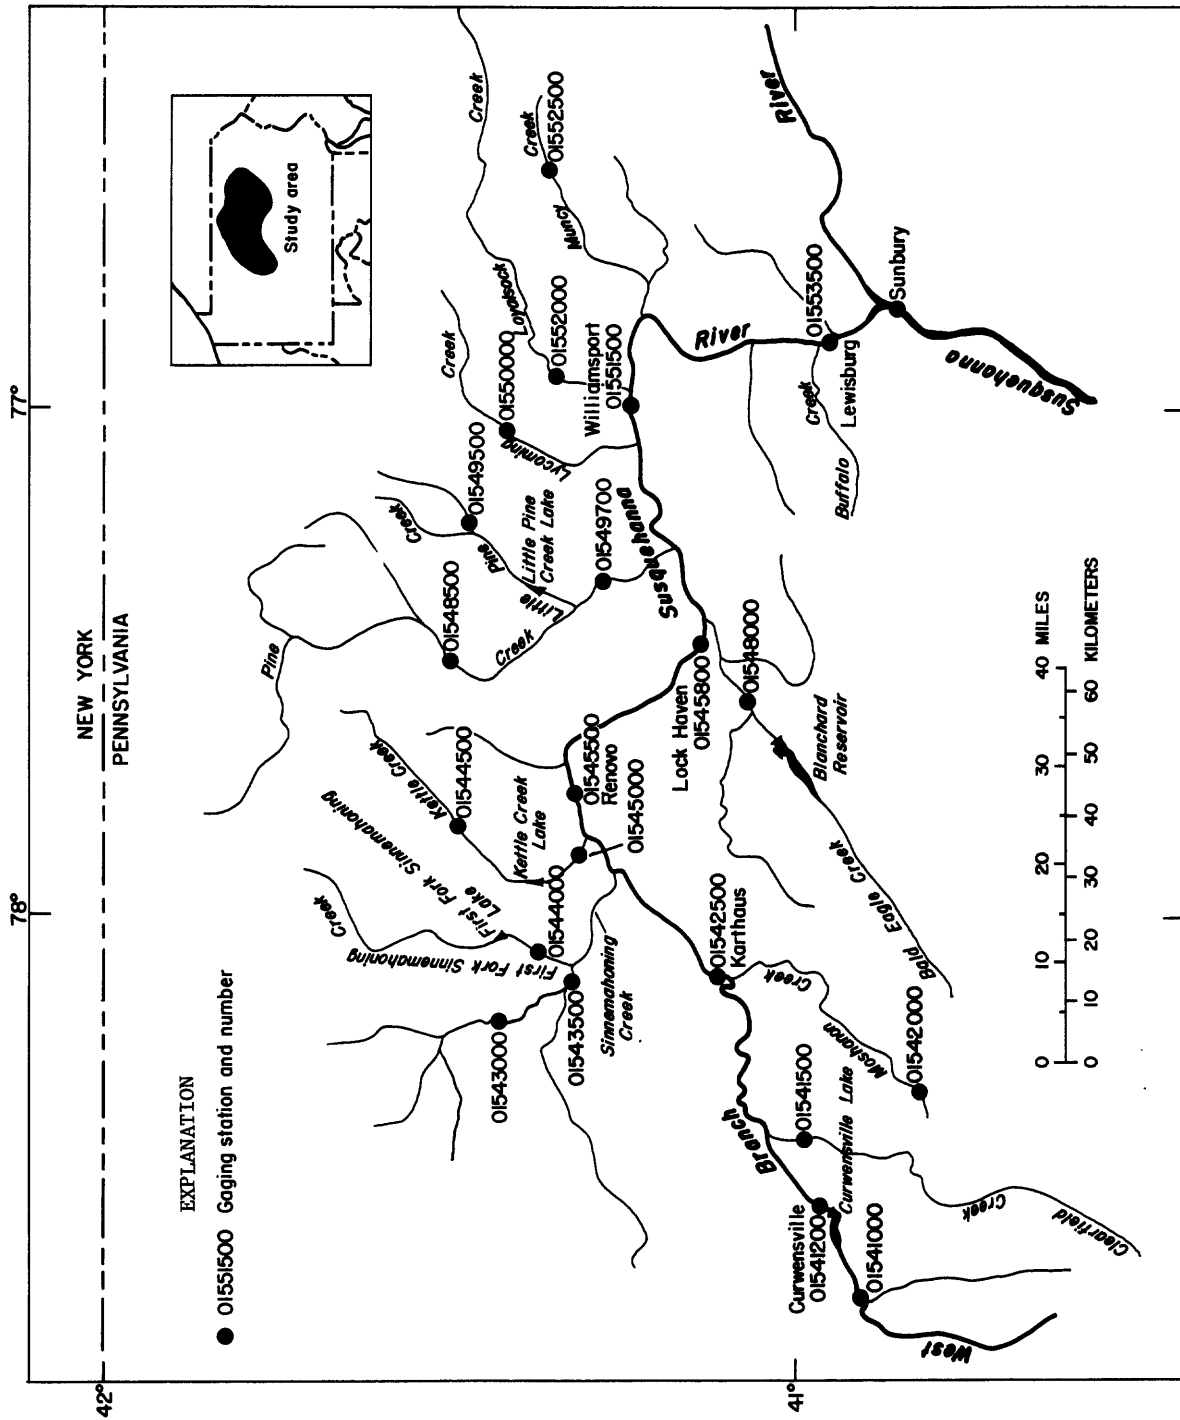 42°
41°
78°
77°
NEW YORK
PENNSYLVANIA
EXPLANATION
01551500 Gaging station and number
Study area
Pine
Creek
01548500
Little
Pine
Creek
01549500
Little Pine
Creek Lake
01549700
Lycoming
Creek
01550000
Loyalsock
Creek
01552000
Muncy
Creek
01552500
Williamsport
01551500
Kettle Creek
01544500
Kettle Creek
Lake
First Fork Sinnemahoning
Lake
First Fork Sinnemahoning
Creek
01544000
01543000
01543500
Sinnemahoning
Creek
01545500
Renovo
01545000
Susquehanna
River
River
Susquehanna
Lock Haven
01545800
01548000
Blanchard
Reservoir
Bald Eagle Creek
01542500
Karthaus
Moshanon
Creek
01542000
01541500
Branch
Curwensville
01541200
Curwensville Lake
01541000
West
Clearfield
Creek
Buffalo
Creek
Lewisburg
01553500
Sunbury
0 10 20 30 40 MILES
0 10 20 30 40 50 60 KILOMETERS